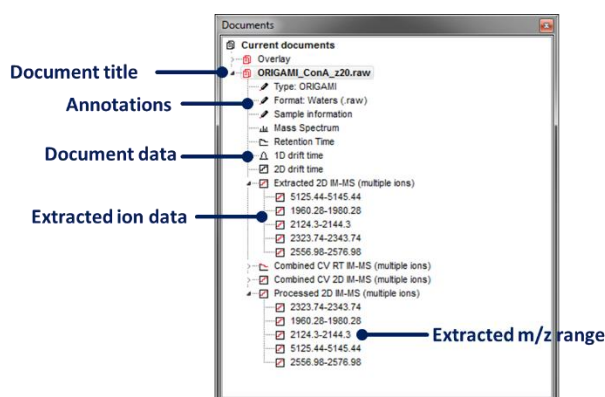 Documents
Current documents
Overlay
Document title
ORIGAMI_ConA_z20.raw
Type: ORIGAMI
Annotations
Format: Waters (.raw)
Sample information
Mass Spectrum
Retention Time
Document data
1D drift time
2D drift time
Extracted 2D IM-MS (multiple ions)
5125.44-5145.44
Extracted ion data
1960.28-1980.28
2124.3-2144.3
2323.74-2343.74
2556.98-2576.98
Combined CV RT IM-MS (multiple ions)
Combined CV 2D IM-MS (multiple ions)
Processed 2D IM-MS (multiple ions)
2323.74-2343.74
1960.28-1980.28
2124.3-2144.3
Extracted m/z range
5125.44-5145.44
2556.98-2576.98